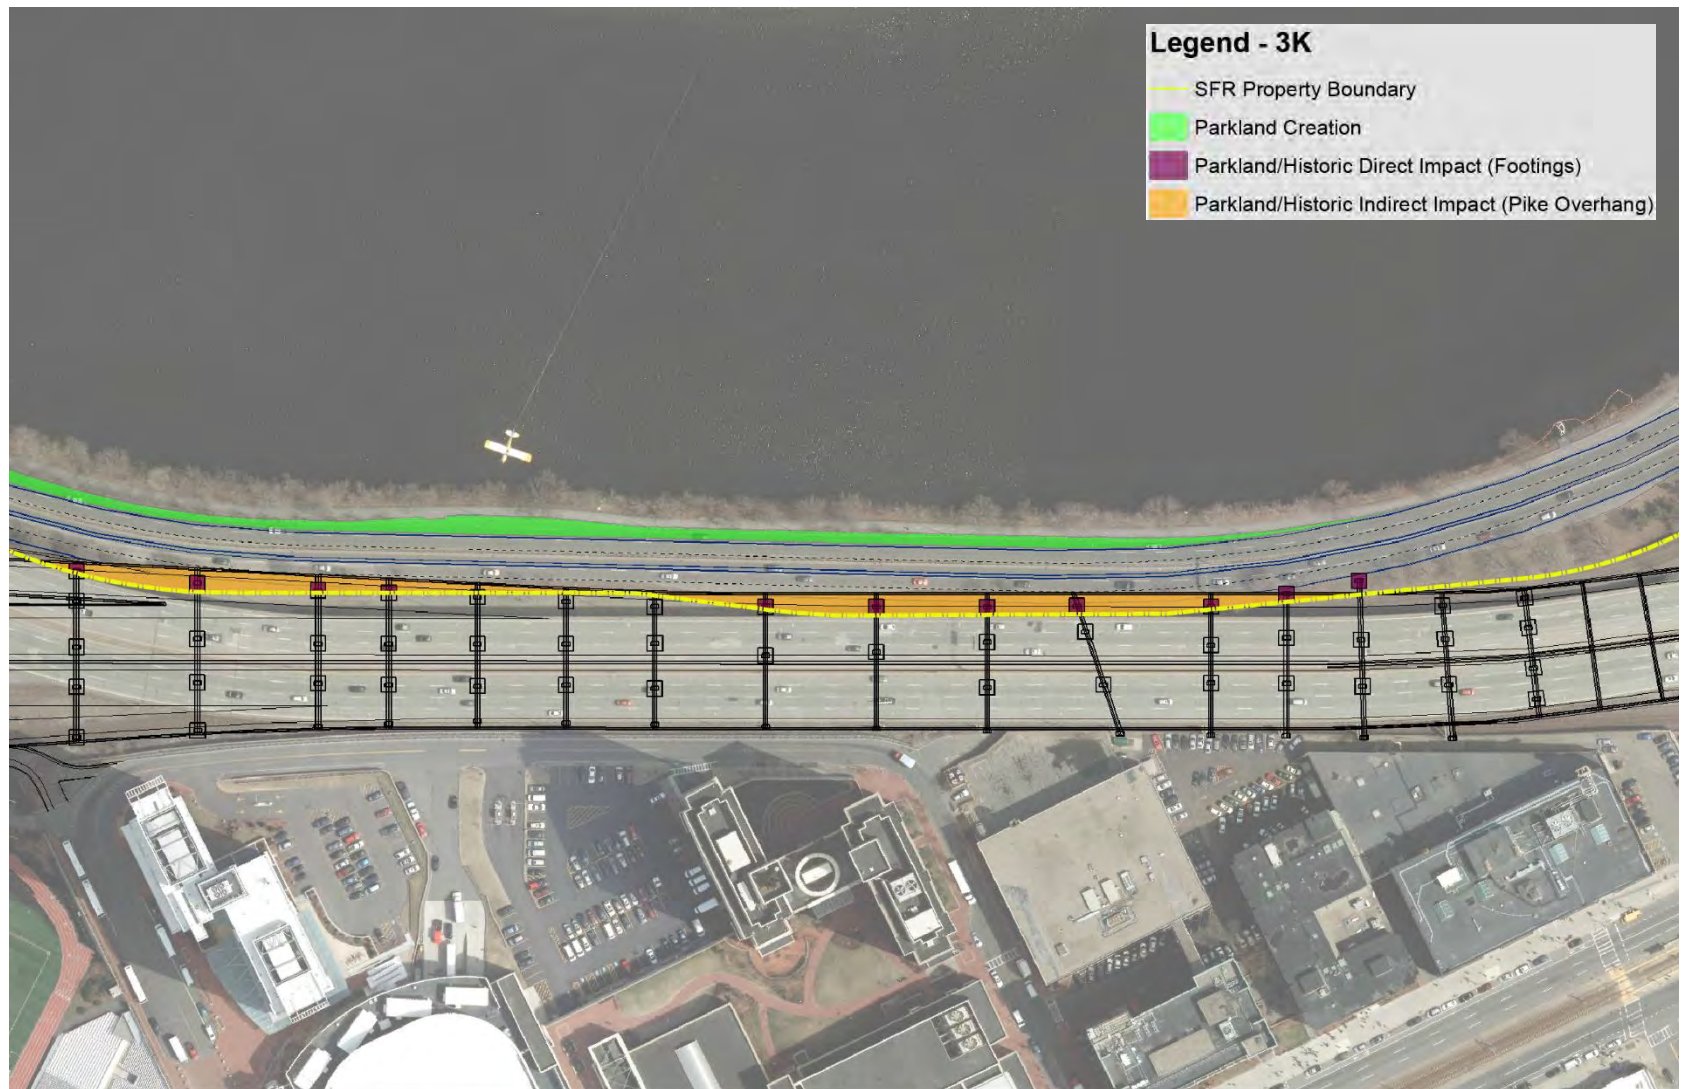 Legend - 3K
SFR Property Boundary
Parkland Creation
Parkland/Historic Direct Impact (Footings)
Parkland/Historic Indirect Impact (Pike Overhang)